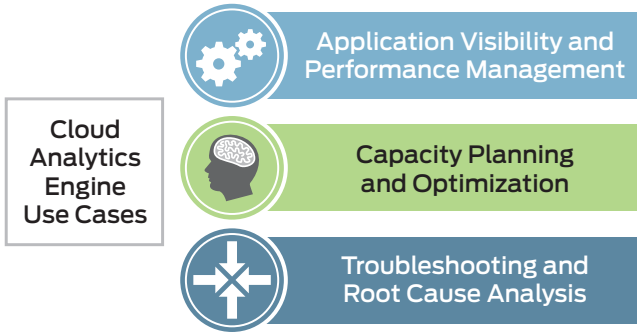 Cloud
Analytics
Engine
Use Cases
Application Visibility and
Performance Management
Capacity Planning
and Optimization
Troubleshooting and
Root Cause Analysis